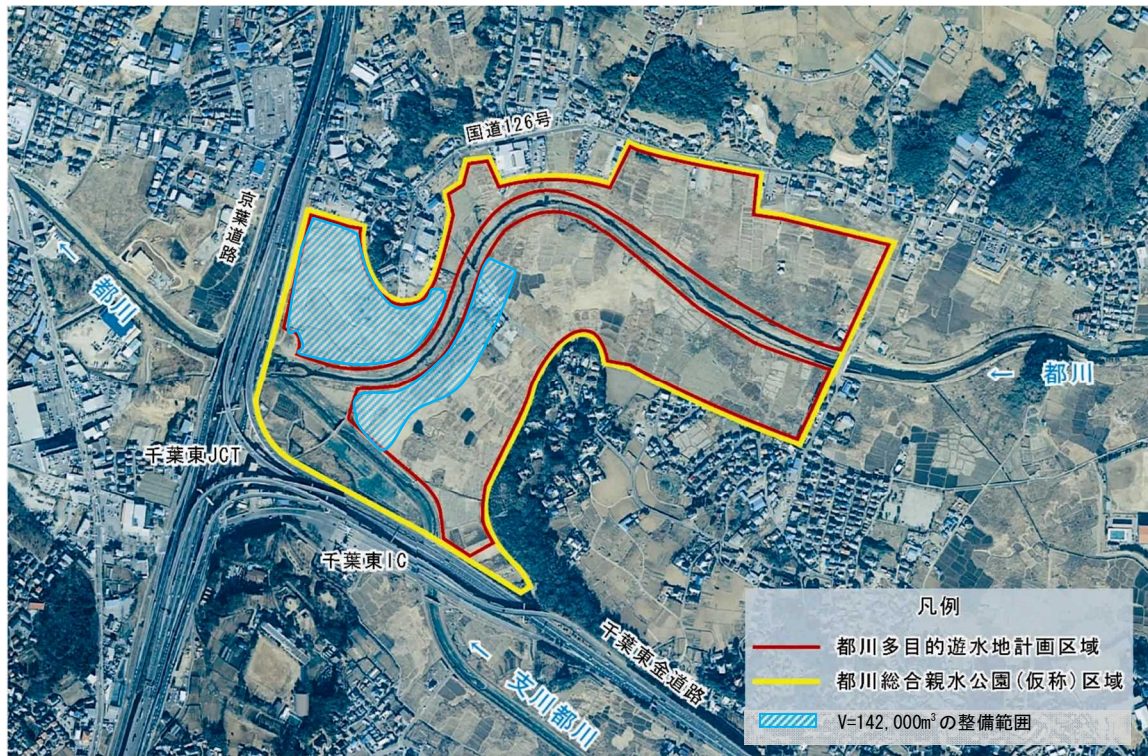 国道126号
京葉道路
← 都川
← 都川
千葉東JCT
千葉東IC
千葉東金道路
← 支川都川
凡例
都川多目的遊水地計画区域
都川総合親水公園(仮称)区域
V=142,000m³の整備範囲